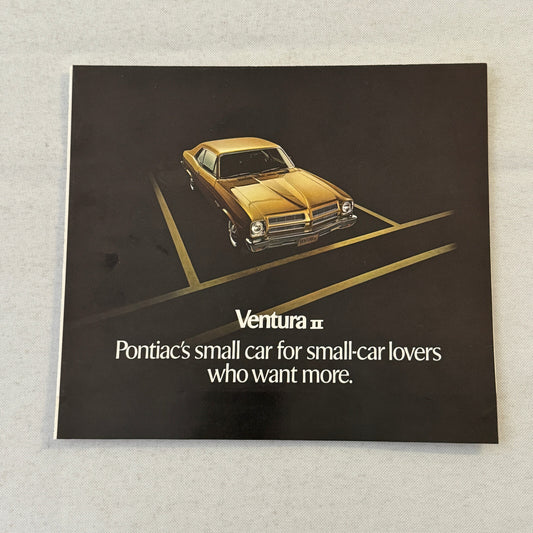 Ventura II
Pontiac's small car for small-car lovers
who want more.